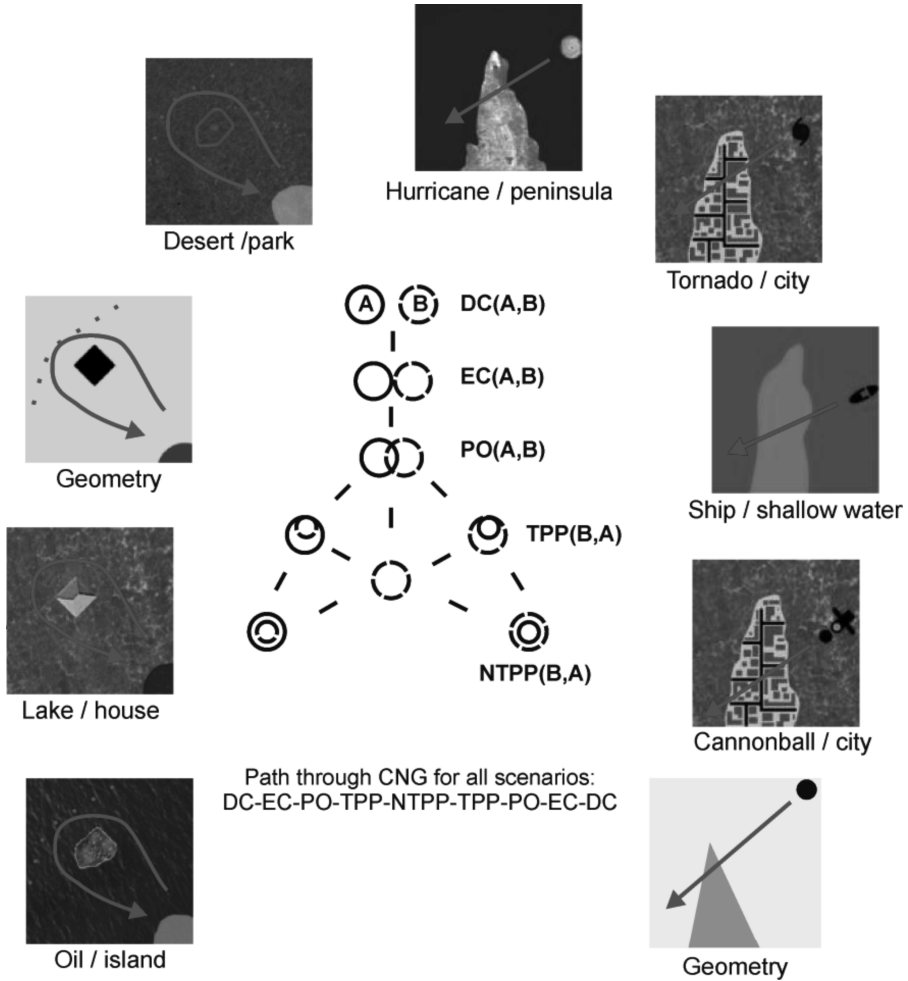 Hurricane / peninsula
Desert /park
Tornado / city
A
B
DC(A,B)
EC(A,B)
PO(A,B)
Geometry
Ship / shallow water
TPP(B,A)
NTPP(B,A)
Lake / house
Cannonball / city
Path through CNG for all scenarios:
DC-EC-PO-TPP-NTPP-TPP-PO-EC-DC
Oil / island
Geometry